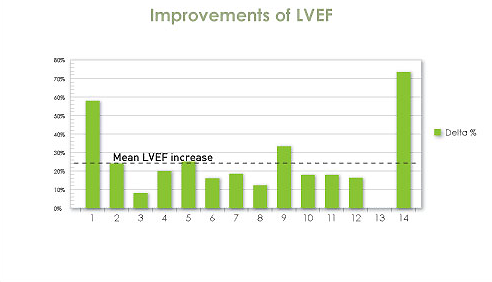 Improvements of LVEF
80%
70%
60%
50%
40%
30%
20%
10%
0%
Mean LVEF increase
1 2 3 4 5 6 7 8 9 10 11 12 13 14
Delta %